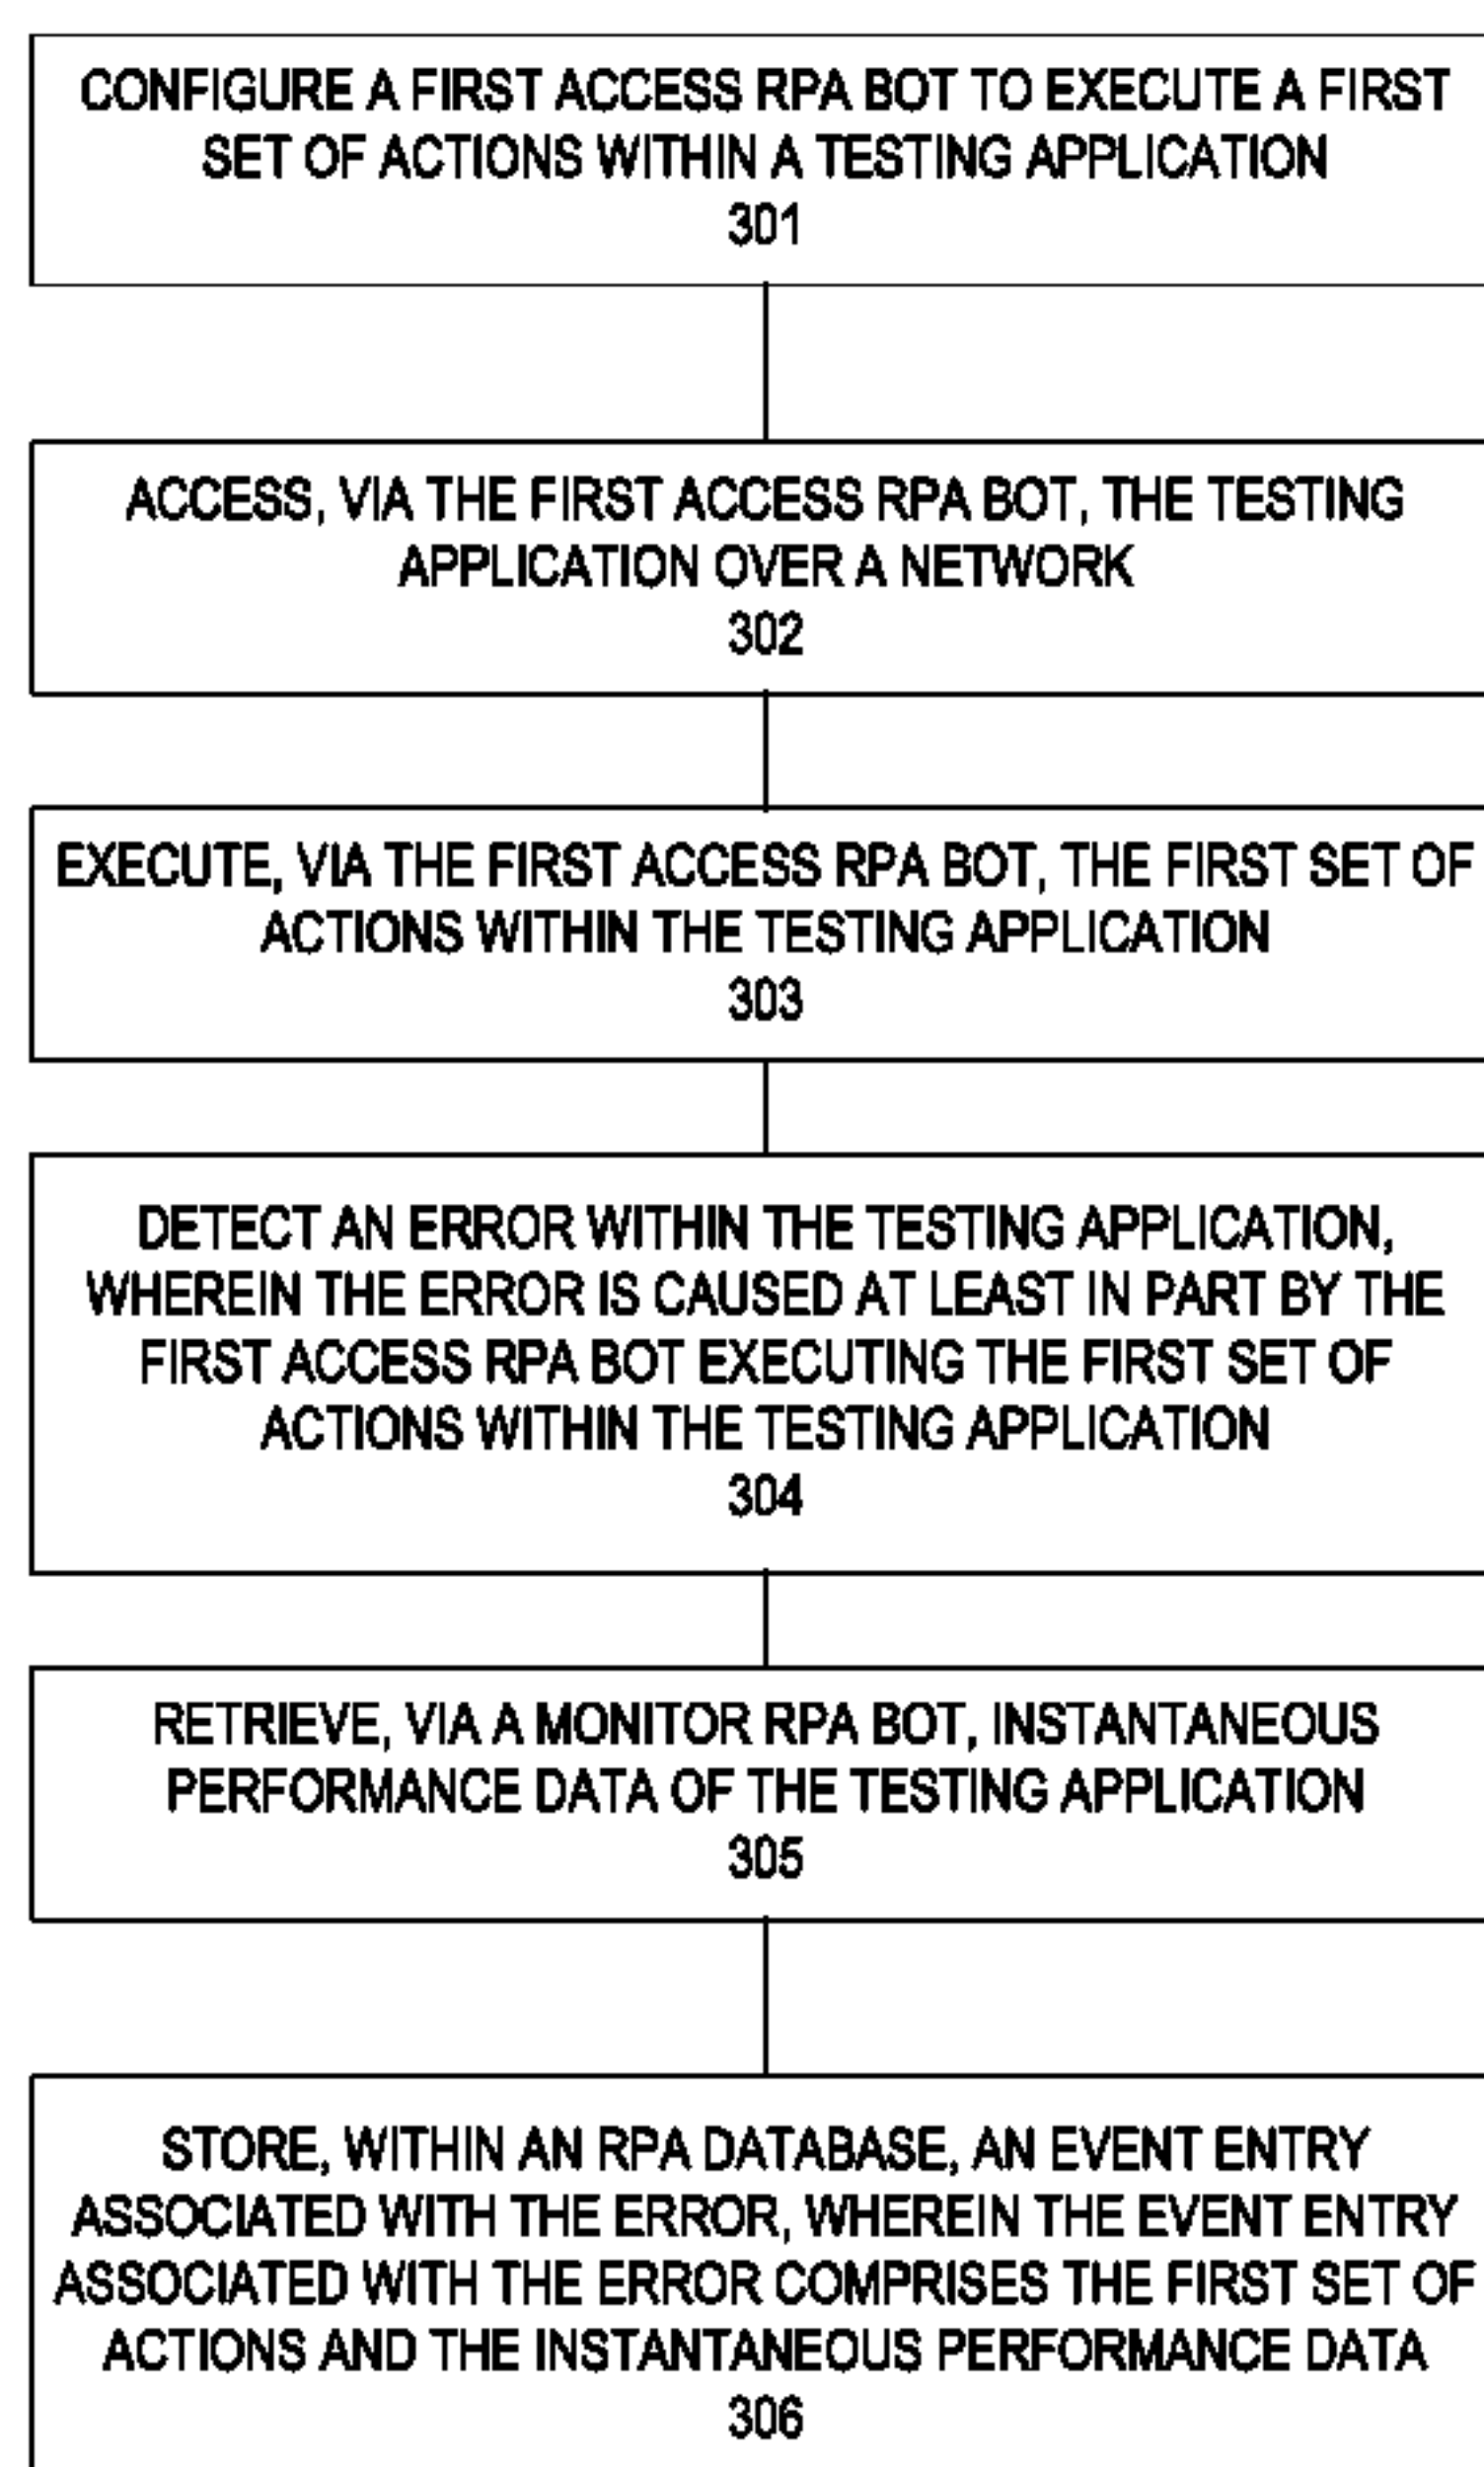 CONFIGURE A FIRST ACCESS RPA BOT TO EXECUTE A FIRST
SET OF ACTIONS WITHIN A TESTING APPLICATION
301
ACCESS, VIA THE FIRST ACCESS RPA BOT, THE TESTING
APPLICATION OVER A NETWORK
302
EXECUTE, VIA THE FIRST ACCESS RPA BOT, THE FIRST SET OF
ACTIONS WITHIN THE TESTING APPLICATION
303
DETECT AN ERROR WITHIN THE TESTING APPLICATION,
WHEREIN THE ERROR IS CAUSED AT LEAST IN PART BY THE
FIRST ACCESS RPA BOT EXECUTING THE FIRST SET OF
ACTIONS WITHIN THE TESTING APPLICATION
304
RETRIEVE, VIA A MONITOR RPA BOT, INSTANTANEOUS
PERFORMANCE DATA OF THE TESTING APPLICATION
305
STORE, WITHIN AN RPA DATABASE, AN EVENT ENTRY
ASSOCIATED WITH THE ERROR, WHEREIN THE EVENT ENTRY
ASSOCIATED WITH THE ERROR COMPRISES THE FIRST SET OF
ACTIONS AND THE INSTANTANEOUS PERFORMANCE DATA
306